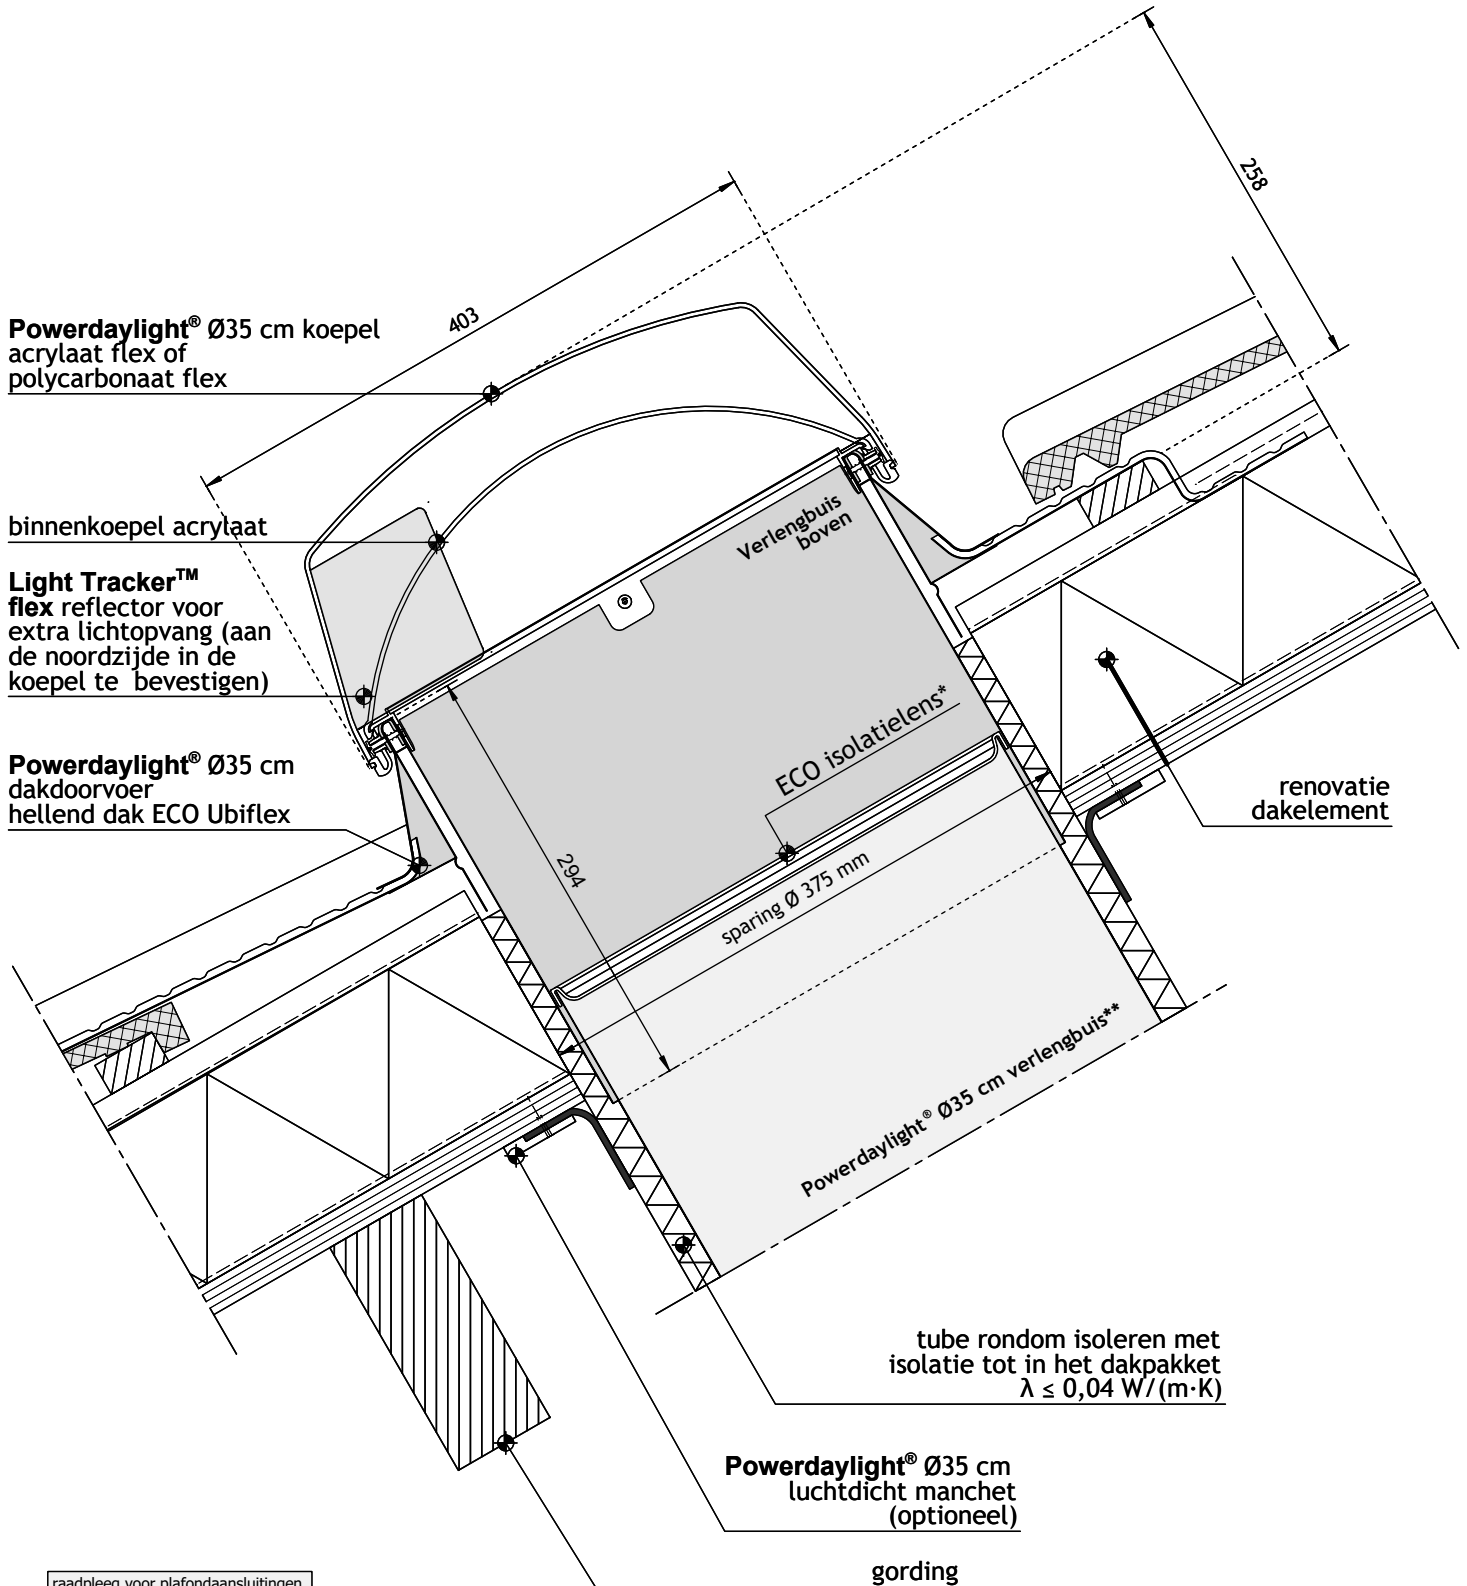 258
403
Powerdaylight® Ø35 cm koepel
acrylaat flex of
polycarbonaat flex
binnenkoepel acrylaat
Verlengbuis
boven
Light Tracker™
flex reflector voor
extra lichtopvang (aan
de noordzijde in de
koepel te bevestigen)
ECO isolatielens*
Powerdaylight® Ø35 cm
dakdoorvoer
hellend dak ECO Ubiflex
renovatie
dakelement
294
sparing Ø 375 mm
Powerdaylight® Ø35 cm verlengbuis**
tube rondom isoleren met
isolatie tot in het dakpakket
λ ≤ 0,04 W/(m·K)
Powerdaylight® Ø35 cm
luchtdicht manchet
(optioneel)
gording
raadpleeg voor plafondaansluitingen